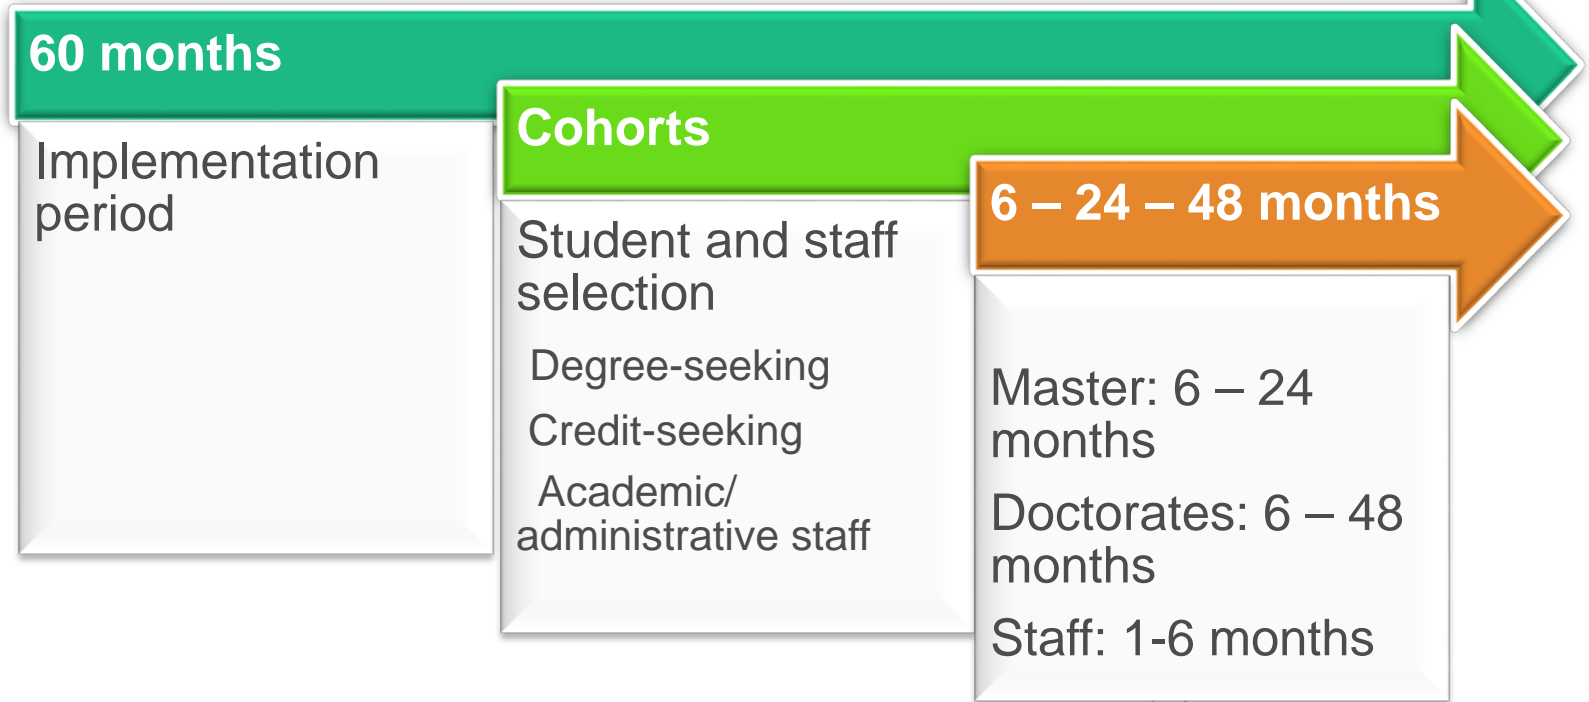 60 months
Implementation
period
Cohorts
Student and staff
selection
Degree-seeking
Credit-seeking
Academic/
administrative staff
6 – 24 – 48 months
Master: 6 – 24
months
Doctorates: 6 – 48
months
Staff: 1-6 months